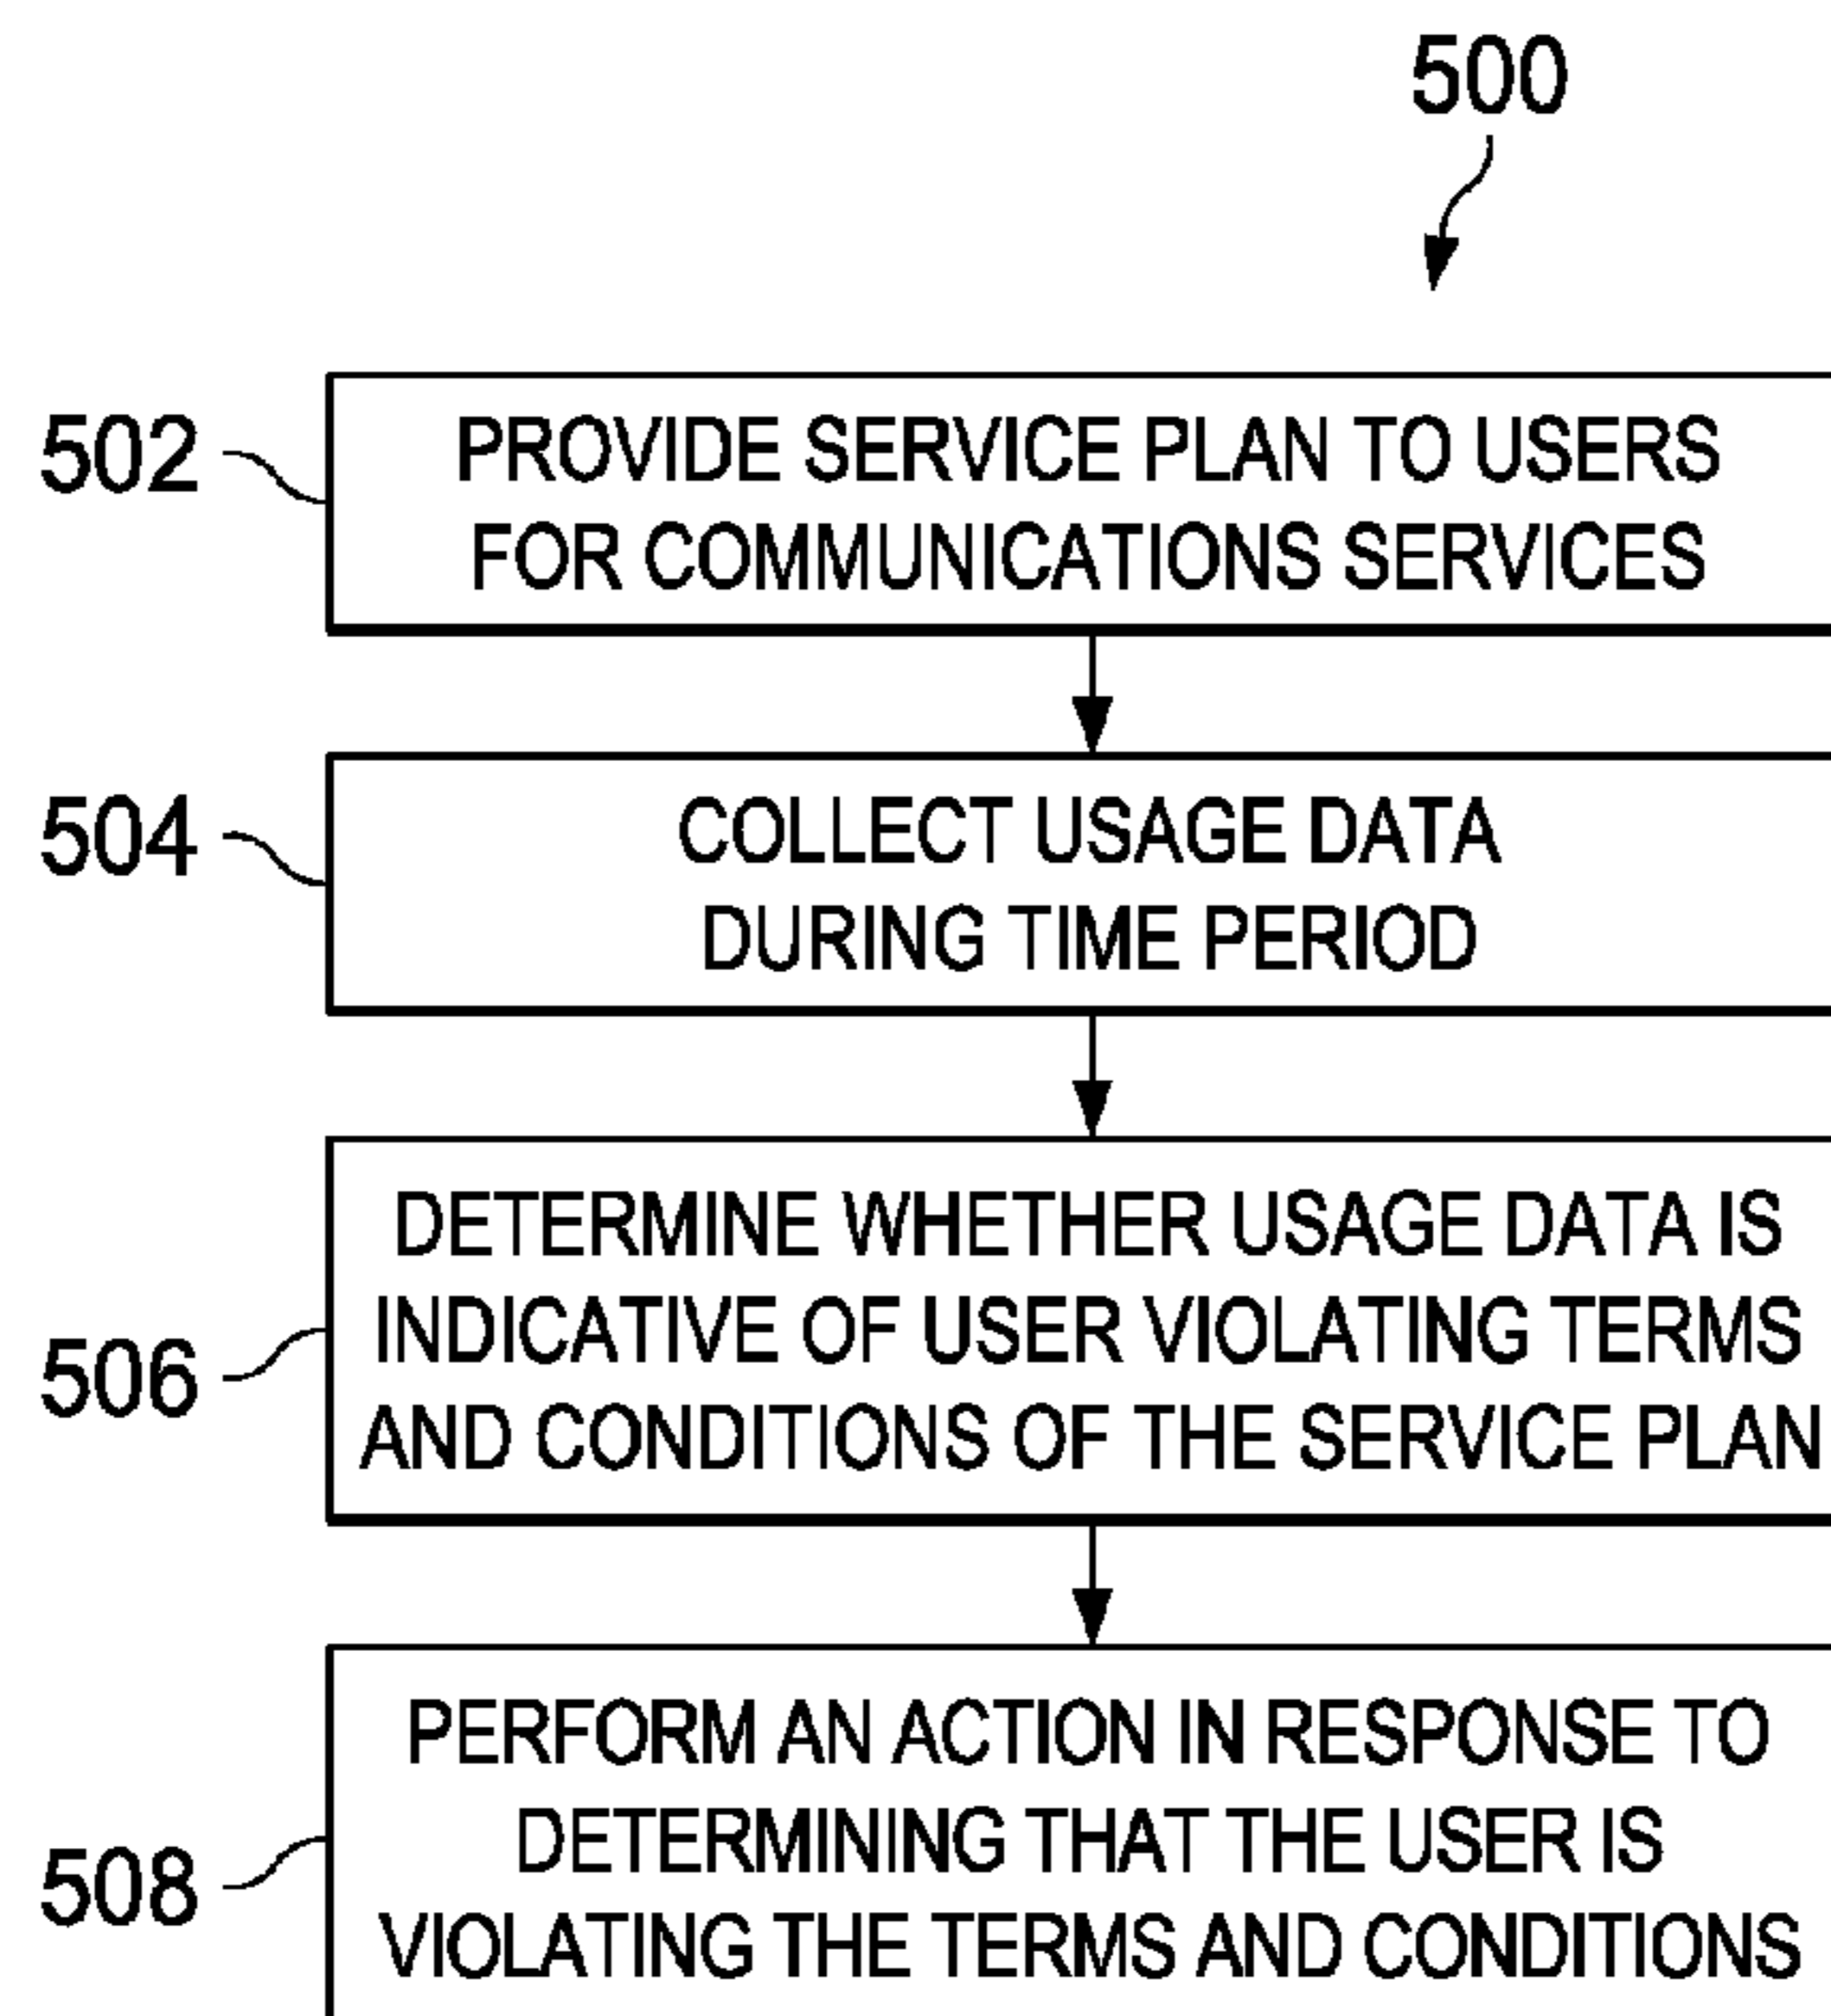 500
502
PROVIDE SERVICE PLAN TO USERS
FOR COMMUNICATIONS SERVICES
504
COLLECT USAGE DATA
DURING TIME PERIOD
506
DETERMINE WHETHER USAGE DATA IS
INDICATIVE OF USER VIOLATING TERMS
AND CONDITIONS OF THE SERVICE PLAN
508
PERFORM AN ACTION IN RESPONSE TO
DETERMINING THAT THE USER IS
VIOLATING THE TERMS AND CONDITIONS